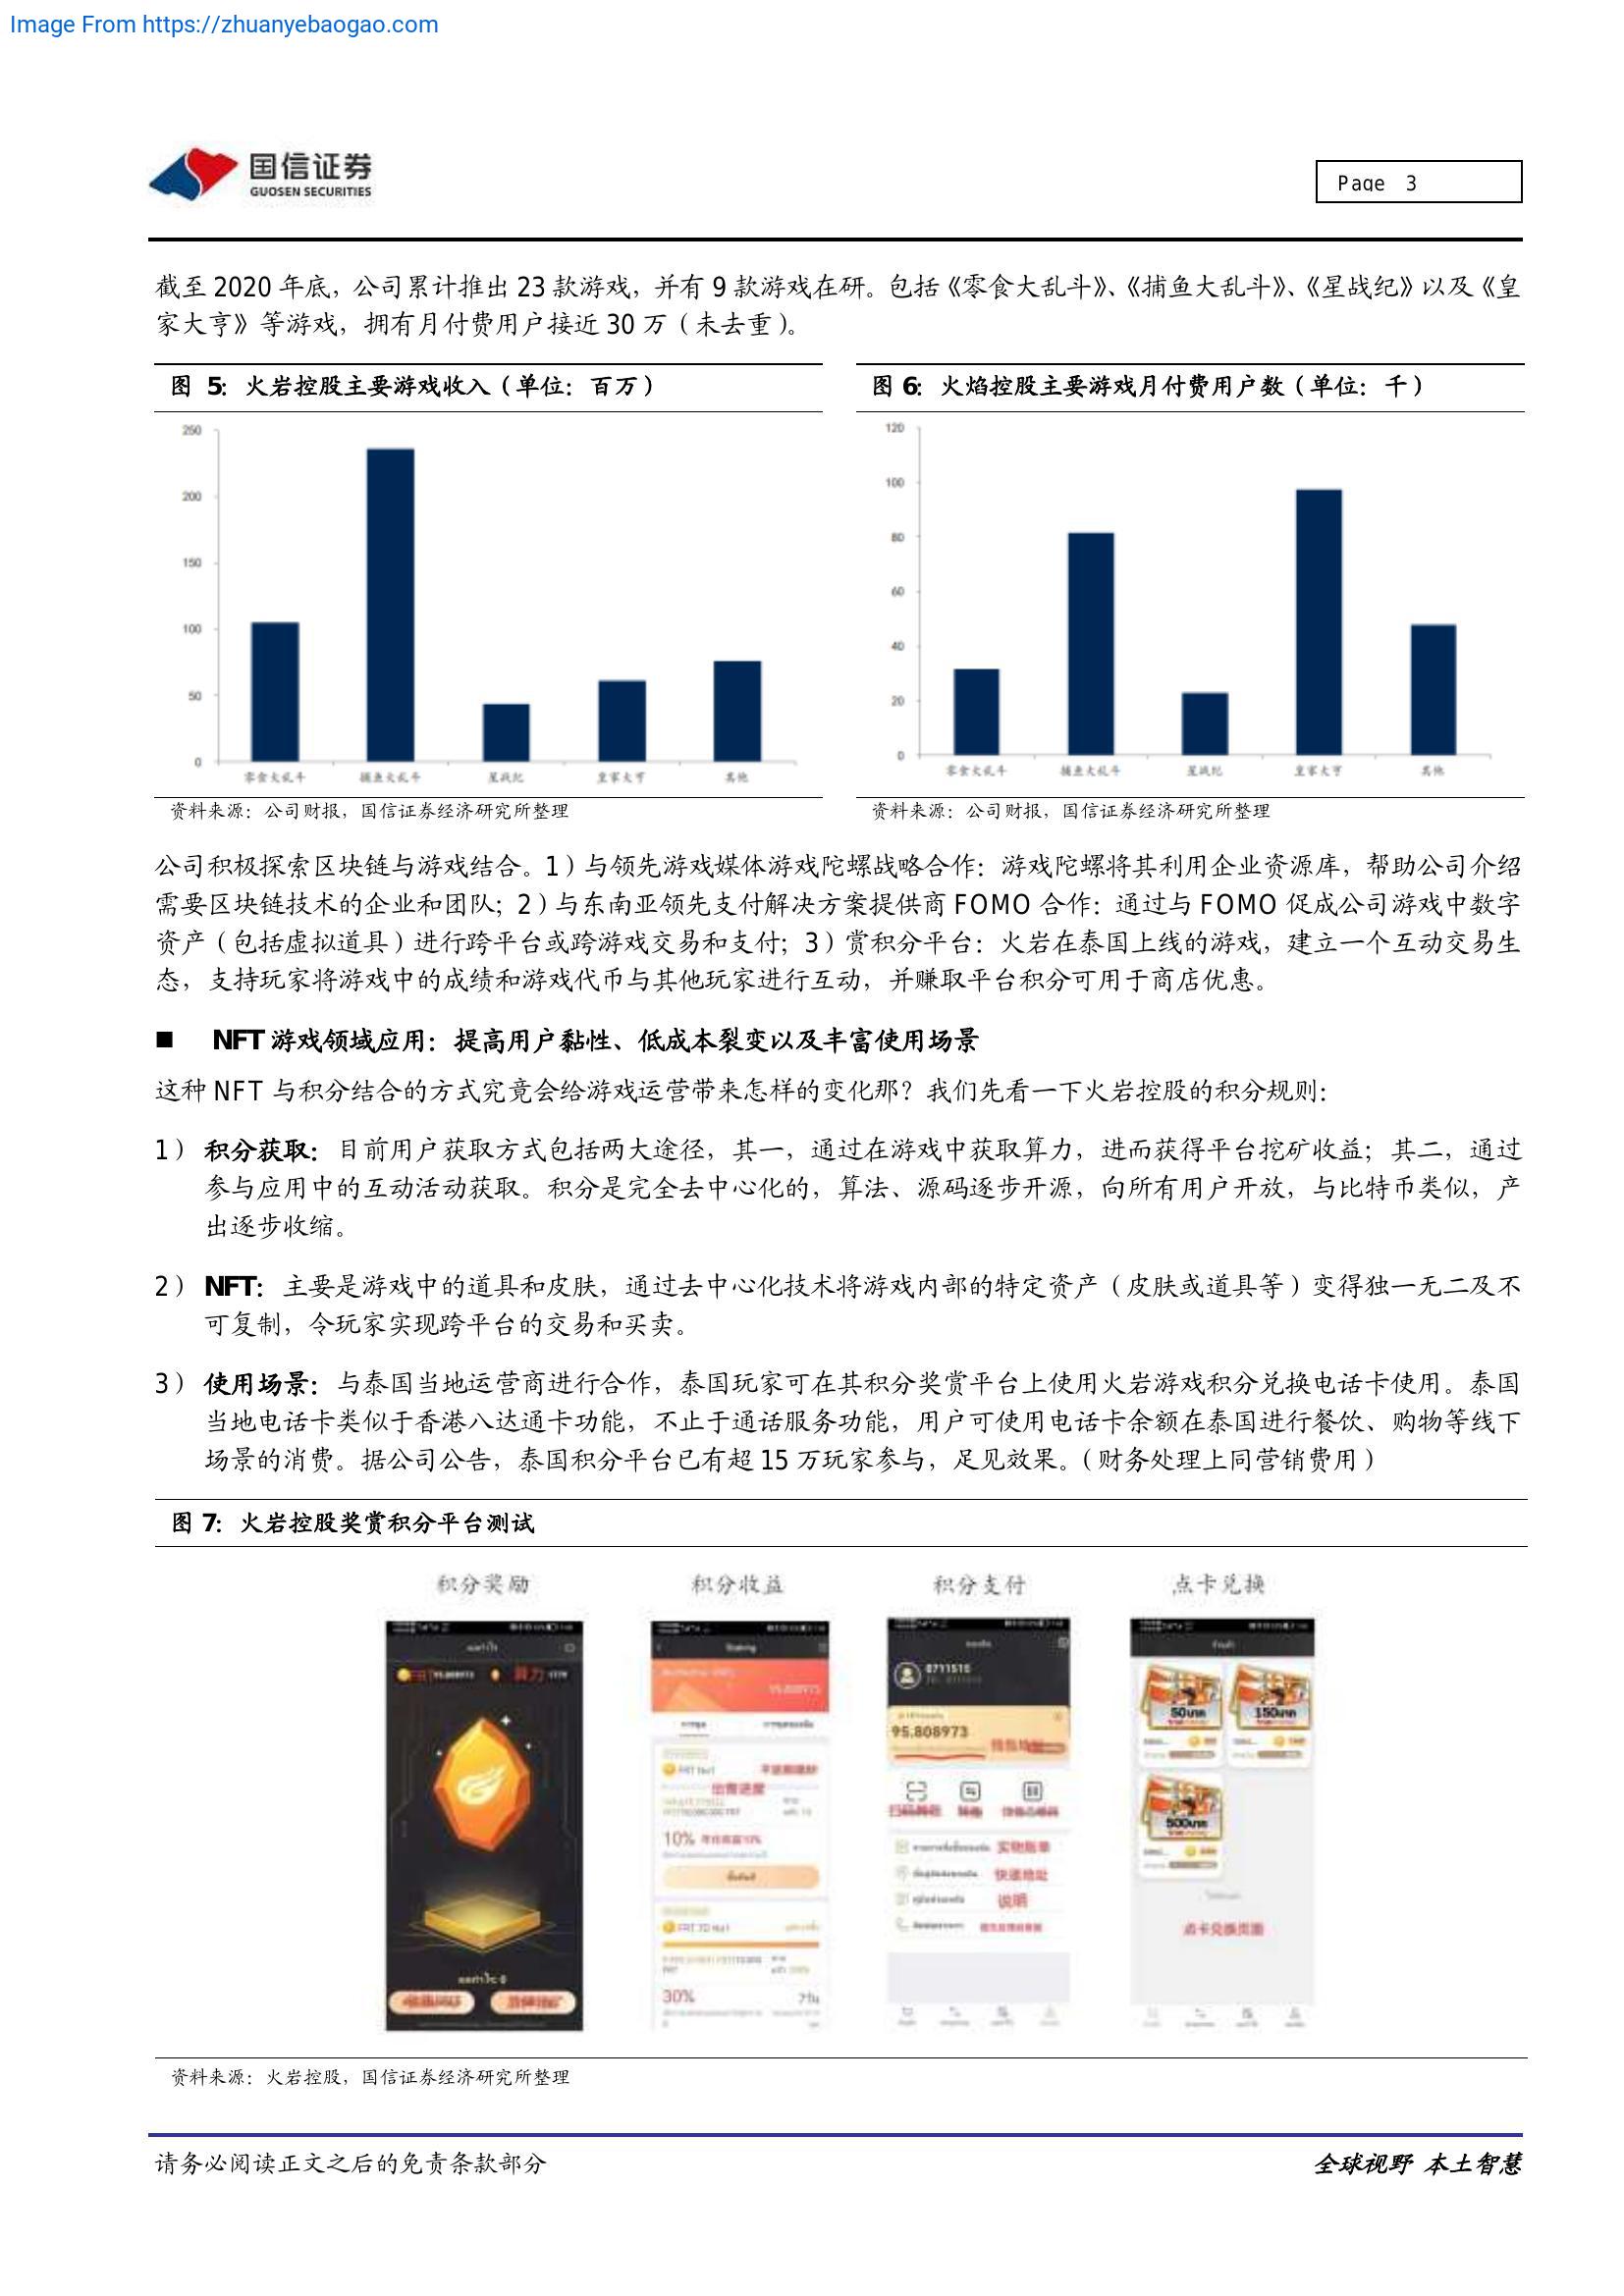 Image From https://zhuanyebaogao.com
国信证券
GUOSEN SECURITIES
Page 3
截至 2020 年底，公司累计推出 23 款游戏，并有 9 款游戏在研。包括《零食大乱斗》、《捕鱼大乱斗》、《星战纪》以及《皇
家大亨》等游戏，拥有月付费用户接近 30 万（未去重）。
图 5：火岩控股主要游戏收入（单位：百万）
250
200
150
100
50
0
零食大乱斗 捕鱼大乱斗 星战纪 皇家大亨 其他
资料来源：公司财报，国信证券经济研究所整理
图 6：火焰控股主要游戏月付费用户数（单位：千）
120
100
80
60
40
20
0
零食大乱斗 捕鱼大乱斗 星战纪 皇家大亨 其他
资料来源：公司财报，国信证券经济研究所整理
公司积极探索区块链与游戏结合。1）与领先游戏媒体游戏陀螺战略合作：游戏陀螺将其利用企业资源库，帮助公司介绍
需要区块链技术的企业和团队；2）与东南亚领先支付解决方案提供商 FOMO 合作：通过与 FOMO 促成公司游戏中数字
资产（包括虚拟道具）进行跨平台或跨游戏交易和支付；3）赏积分平台：火岩在泰国上线的游戏，建立一个互动交易生
态，支持玩家将游戏中的成绩和游戏代币与其他玩家进行互动，并赚取平台积分可用于商店优惠。
■ NFT 游戏领域应用：提高用户黏性、低成本裂变以及丰富使用场景
这种 NFT 与积分结合的方式究竟会给游戏运营带来怎样的变化那？我们先看一下火岩控股的积分规则：
1） 积分获取：目前用户获取方式包括两大途径，其一，通过在游戏中获取算力，进而获得平台挖矿收益；其二，通过
参与应用中的互动活动获取。积分是完全去中心化的，算法、源码逐步开源，向所有用户开放，与比特币类似，产
出逐步收缩。
2） NFT：主要是游戏中的道具和皮肤，通过去中心化技术将游戏内部的特定资产（皮肤或道具等）变得独一无二及不
可复制，令玩家实现跨平台的交易和买卖。
3） 使用场景：与泰国当地运营商进行合作，泰国玩家可在其积分奖赏平台上使用火岩游戏积分兑换电话卡使用。泰国
当地电话卡类似于香港八达通卡功能，不止于通话服务功能，用户可使用电话卡余额在泰国进行餐饮、购物等线下
场景的消费。据公司公告，泰国积分平台已有超 15 万玩家参与，足见效果。（财务处理上同营销费用）
图 7：火岩控股奖赏积分平台测试
积分奖励 积分收益 积分支付 点卡兑换
算力
出售进度
10%
30%
8711515
95.808973
实物账单
快递地址
说明
50บาท 150บาท
500บาท
点卡兑换页面
资料来源：火岩控股，国信证券经济研究所整理
请务必阅读正文之后的免责条款部分
全球视野 本土智慧